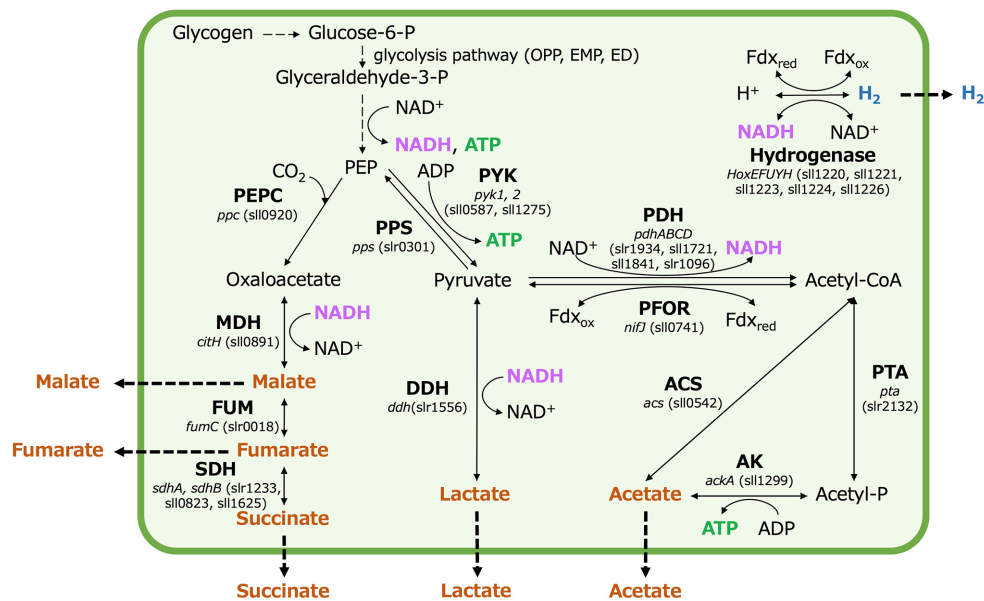 Glycogen Glucose-6-P
glycolysis pathway (OPP, EMP, ED)
Glyceraldehyde-3-P
NAD⁺
NADH, ATP
PEP
CO₂
PEPC
ppc (sll0920)
ADP
PYK
pyk1, 2
(sll0587, sll1275)
ATP
PPS
pps (slr0301)
Fdxred Fdxox
H⁺ H₂ H₂
NADH NAD⁺
Hydrogenase
HoxEFUYH (sll1220, sll1221,
sll1223, sll1224, sll1226)
PDH
pdhABCD
(slr1934, sll1721,
sll1841, slr1096)
NAD⁺ NADH
Oxaloacetate Pyruvate Acetyl-CoA
Fdxox Fdxred
PFOR
nifJ (sll0741)
MDH
citH (sll0891)
NADH
NAD⁺
Malate Malate
FUM
fumC (slr0018)
Fumarate Fumarate
SDH
sdhA, sdhB (slr1233,
sll0823, sll1625)
Succinate
DDH
ddh(slr1556)
NADH
NAD⁺
ACS
acs (sll0542)
PTA
pta
(slr2132)
AK
ackA (sll1299)
Lactate Acetate Acetyl-P
ATP ADP
Succinate Lactate Acetate